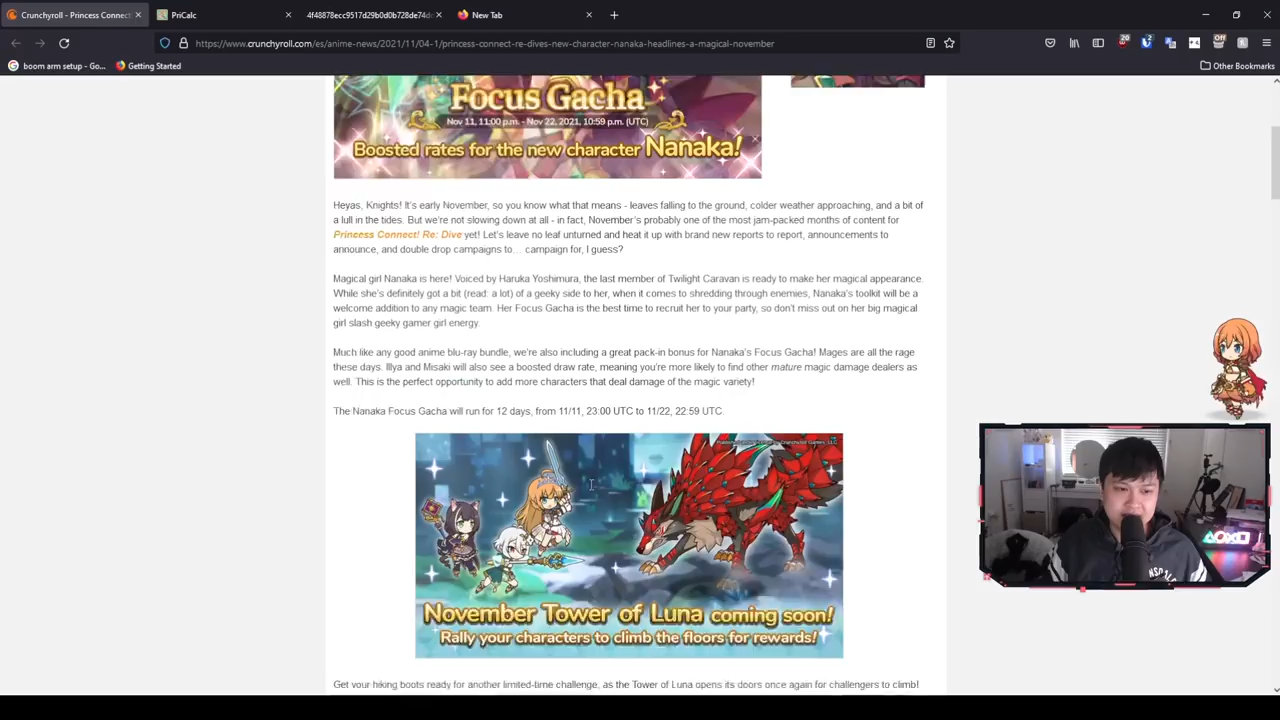 Crunchyroll - Princess Connect!
PriCalc
4f48878ecc9517d29b0d0b728de74d
New Tab
https://www.crunchyroll.com/es/anime-news/2021/11/04-1/princess-connect-re-dives-new-character-nanaka-headlines-a-magical-november
20
2
Off
boom arm setup - Go...
Getting Started
Other Bookmarks
Focus Gacha
Nov 11, 11:00 p.m. - Nov 22, 2021, 10:59 p.m. (UTC)
Boosted rates for the new character Nanaka!
Heyas, Knights! It's early November, so you know what that means - leaves falling to the ground, colder weather approaching, and a bit of
a lull in the tides. But we're not slowing down at all - in fact, November's probably one of the most jam-packed months of content for
Princess Connect! Re: Dive yet! Let's leave no leaf unturned and heat it up with brand new reports to report, announcements to
announce, and double drop campaigns to… campaign for, I guess?
Magical girl Nanaka is here! Voiced by Haruka Yoshimura, the last member of Twilight Caravan is ready to make her magical appearance.
While she's definitely got a bit (read: a lot) of a geeky side to her, when it comes to shredding through enemies, Nanaka's toolkit will be a
welcome addition to any magic team. Her Focus Gacha is the best time to recruit her to your party, so don't miss out on her big magical
girl slash geeky gamer girl energy.
Much like any good anime blu-ray bundle, we're also including a great pack-in bonus for Nanaka's Focus Gacha! Mages are all the rage
these days. Illya and Misaki will also see a boosted draw rate, meaning you're more likely to find other mature magic damage dealers as
well. This is the perfect opportunity to add more characters that deal damage of the magic variety!
The Nanaka Focus Gacha will run for 12 days, from 11/11, 23:00 UTC to 11/22, 22:59 UTC.
November Tower of Luna coming soon!
Rally your characters to climb the floors for rewards!
Get your hiking boots ready for another limited-time challenge, as the Tower of Luna opens its doors once again for challengers to climb!